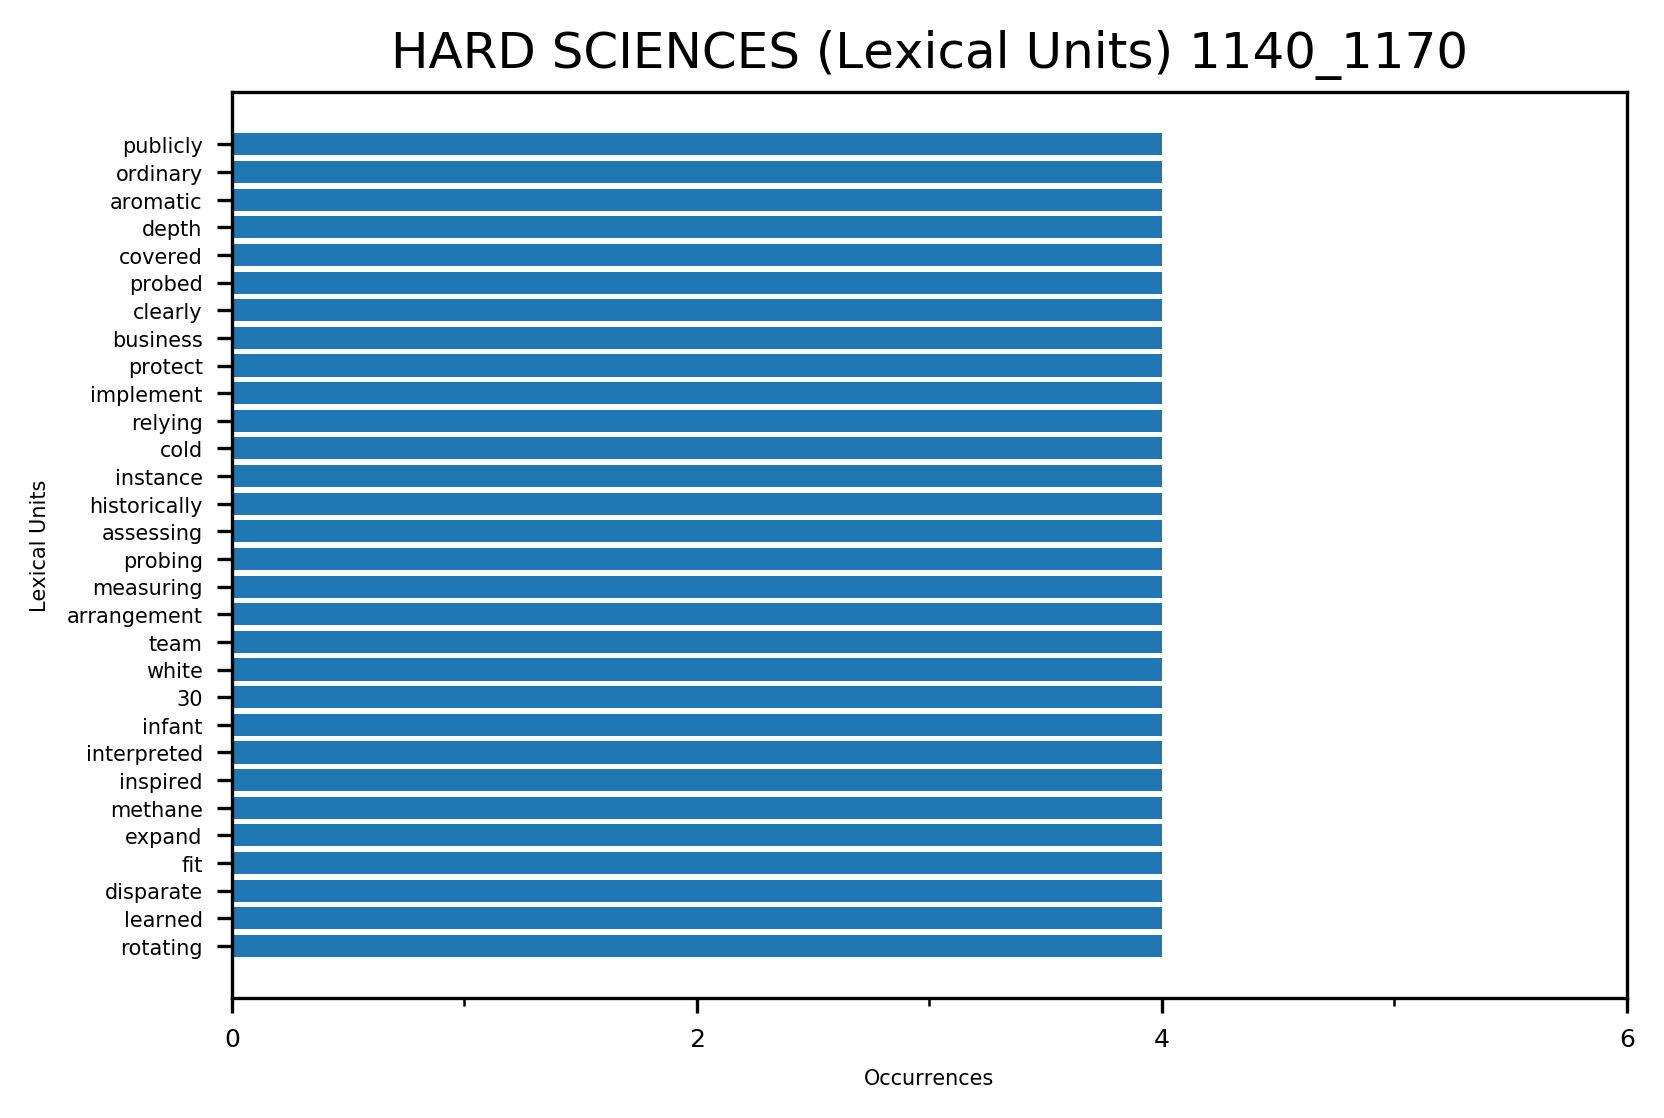 HARD SCIENCES (Lexical Units) 1140_1170
publicly
ordinary
aromatic
depth
covered
probed
clearly
business
protect
implement
relying
cold
instance
historically
assessing
probing
measuring
arrangement
team
white
30
infant
interpreted
inspired
methane
expand
fit
disparate
learned
rotating
Lexical Units
0 2 4 6
Occurrences